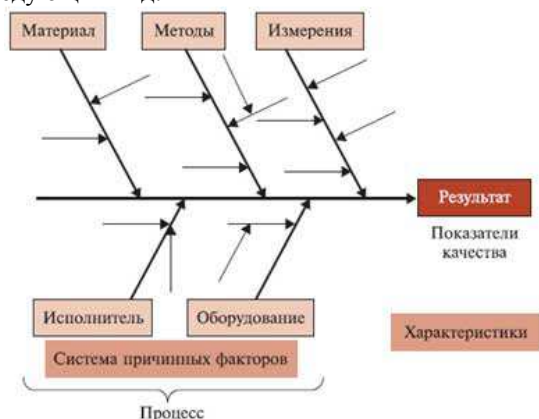 Материал Методы Измерения
Результат
Показатели
качества
Исполнитель Оборудование
Характеристики
Система причинных факторов
Процесс